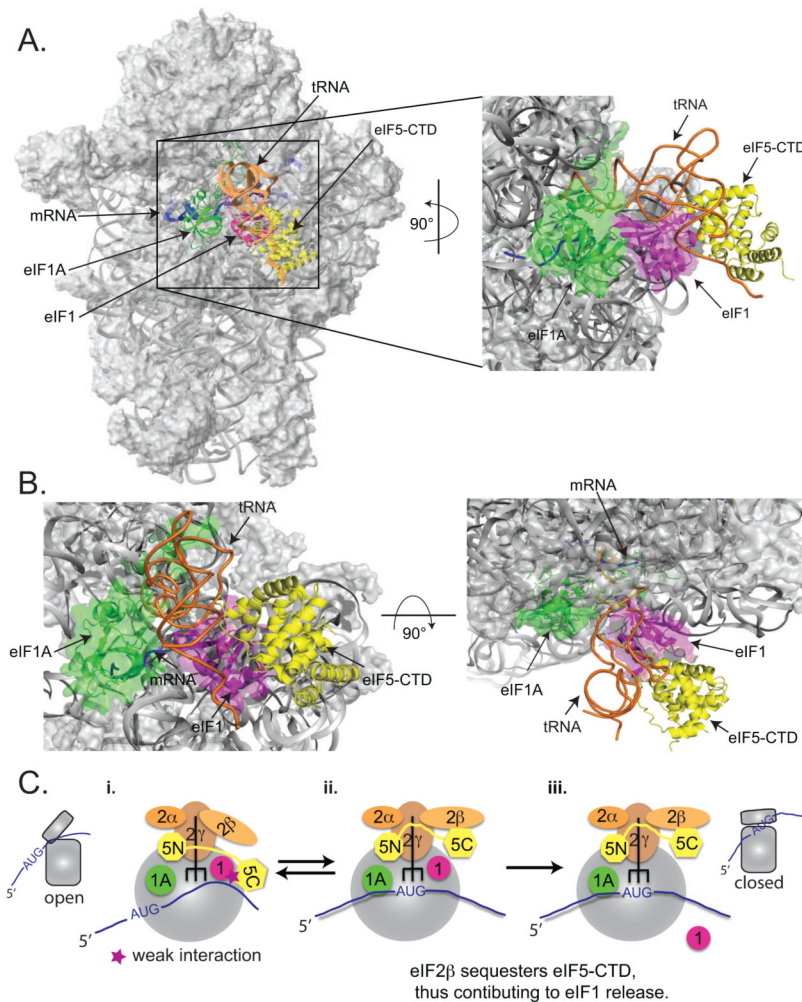 A.
tRNA
eIF5-CTD
mRNA
eIF1A
eIF1
90°
tRNA
eIF5-CTD
eIF1A
eIF1
B.
tRNA
eIF1A
mRNA
eIF1
eIF5-CTD
90°
mRNA
eIF1
eIF1A
tRNA
eIF5-CTD
C.
i.
ii.
iii.
AUG
5′
open
2α
2β
2γ
5N
5C
1A
1
AUG
5′
weak interaction
2α
2β
2γ
5N
5C
1A
1
AUG
5′
2α
2β
2γ
5N
5C
1A
AUG
5′
1
AUG
5′
closed
eIF2β sequesters eIF5-CTD,
thus contibuting to eIF1 release.